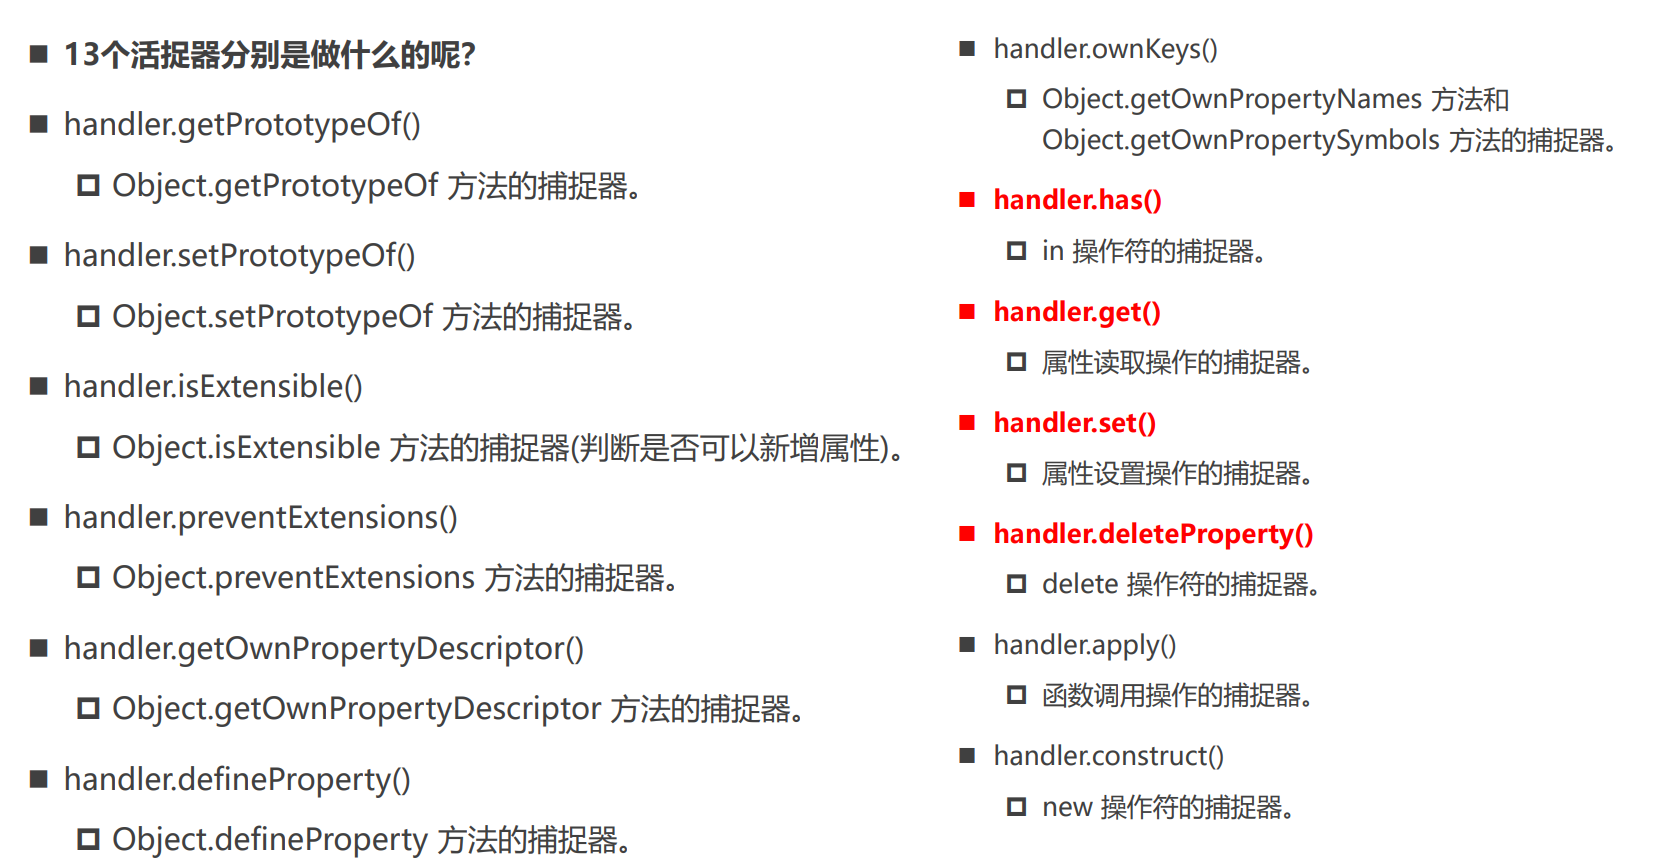 13个活捉器分别是做什么的呢?
handler.getPrototypeOf()
Object.getPrototypeOf 方法的捕捉器。
handler.setPrototypeOf()
Object.setPrototypeOf 方法的捕捉器。
handler.isExtensible()
Object.isExtensible 方法的捕捉器(判断是否可以新增属性)。
handler.preventExtensions()
Object.preventExtensions 方法的捕捉器。
handler.getOwnPropertyDescriptor()
Object.getOwnPropertyDescriptor 方法的捕捉器。
handler.defineProperty()
Object.defineProperty 方法的捕捉器。
handler.ownKeys()
Object.getOwnPropertyNames 方法和
Object.getOwnPropertySymbols 方法的捕捉器。
handler.has()
in 操作符的捕捉器。
handler.get()
属性读取操作的捕捉器。
handler.set()
属性设置操作的捕捉器。
handler.deleteProperty()
delete 操作符的捕捉器。
handler.apply()
函数调用操作的捕捉器。
handler.construct()
new 操作符的捕捉器。